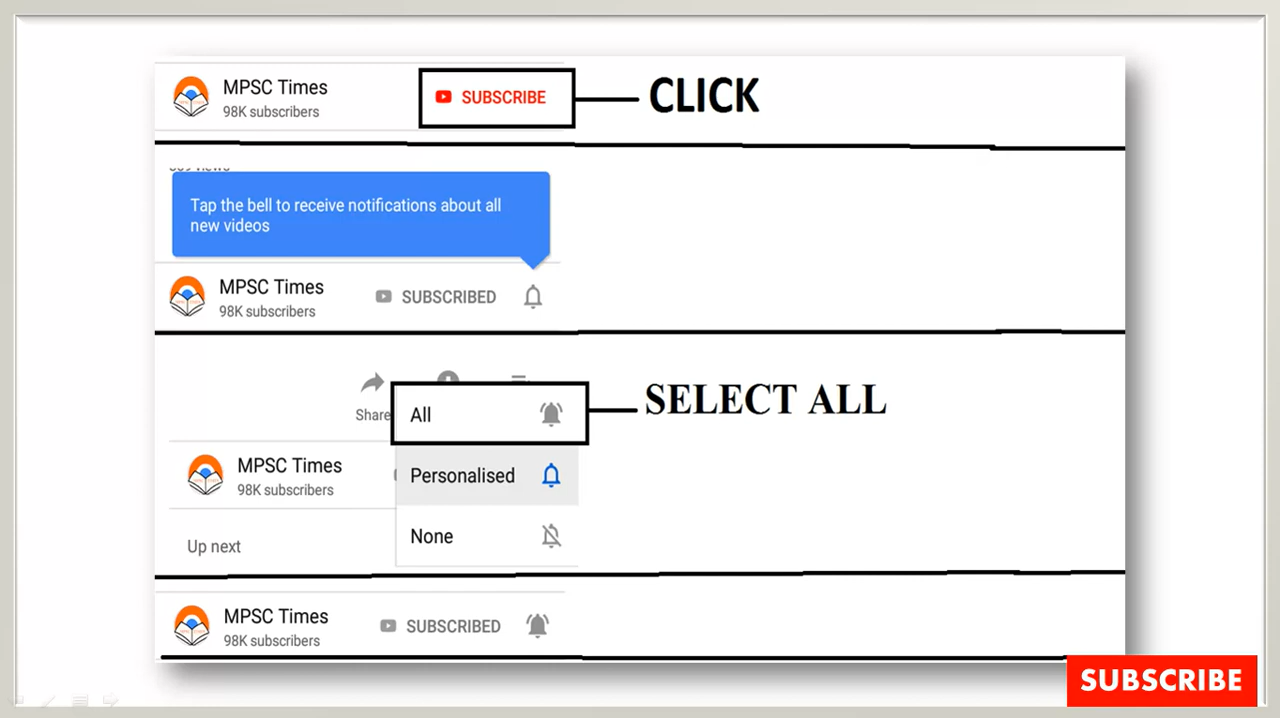 MPSC Times
98K subscribers
SUBSCRIBE
CLICK
Tap the bell to receive notifications about all
new videos
MPSC Times
98K subscribers
SUBSCRIBED
Share
All
SELECT ALL
MPSC Times
98K subscribers
Personalised
None
Up next
MPSC Times
98K subscribers
SUBSCRIBED
SUBSCRIBE